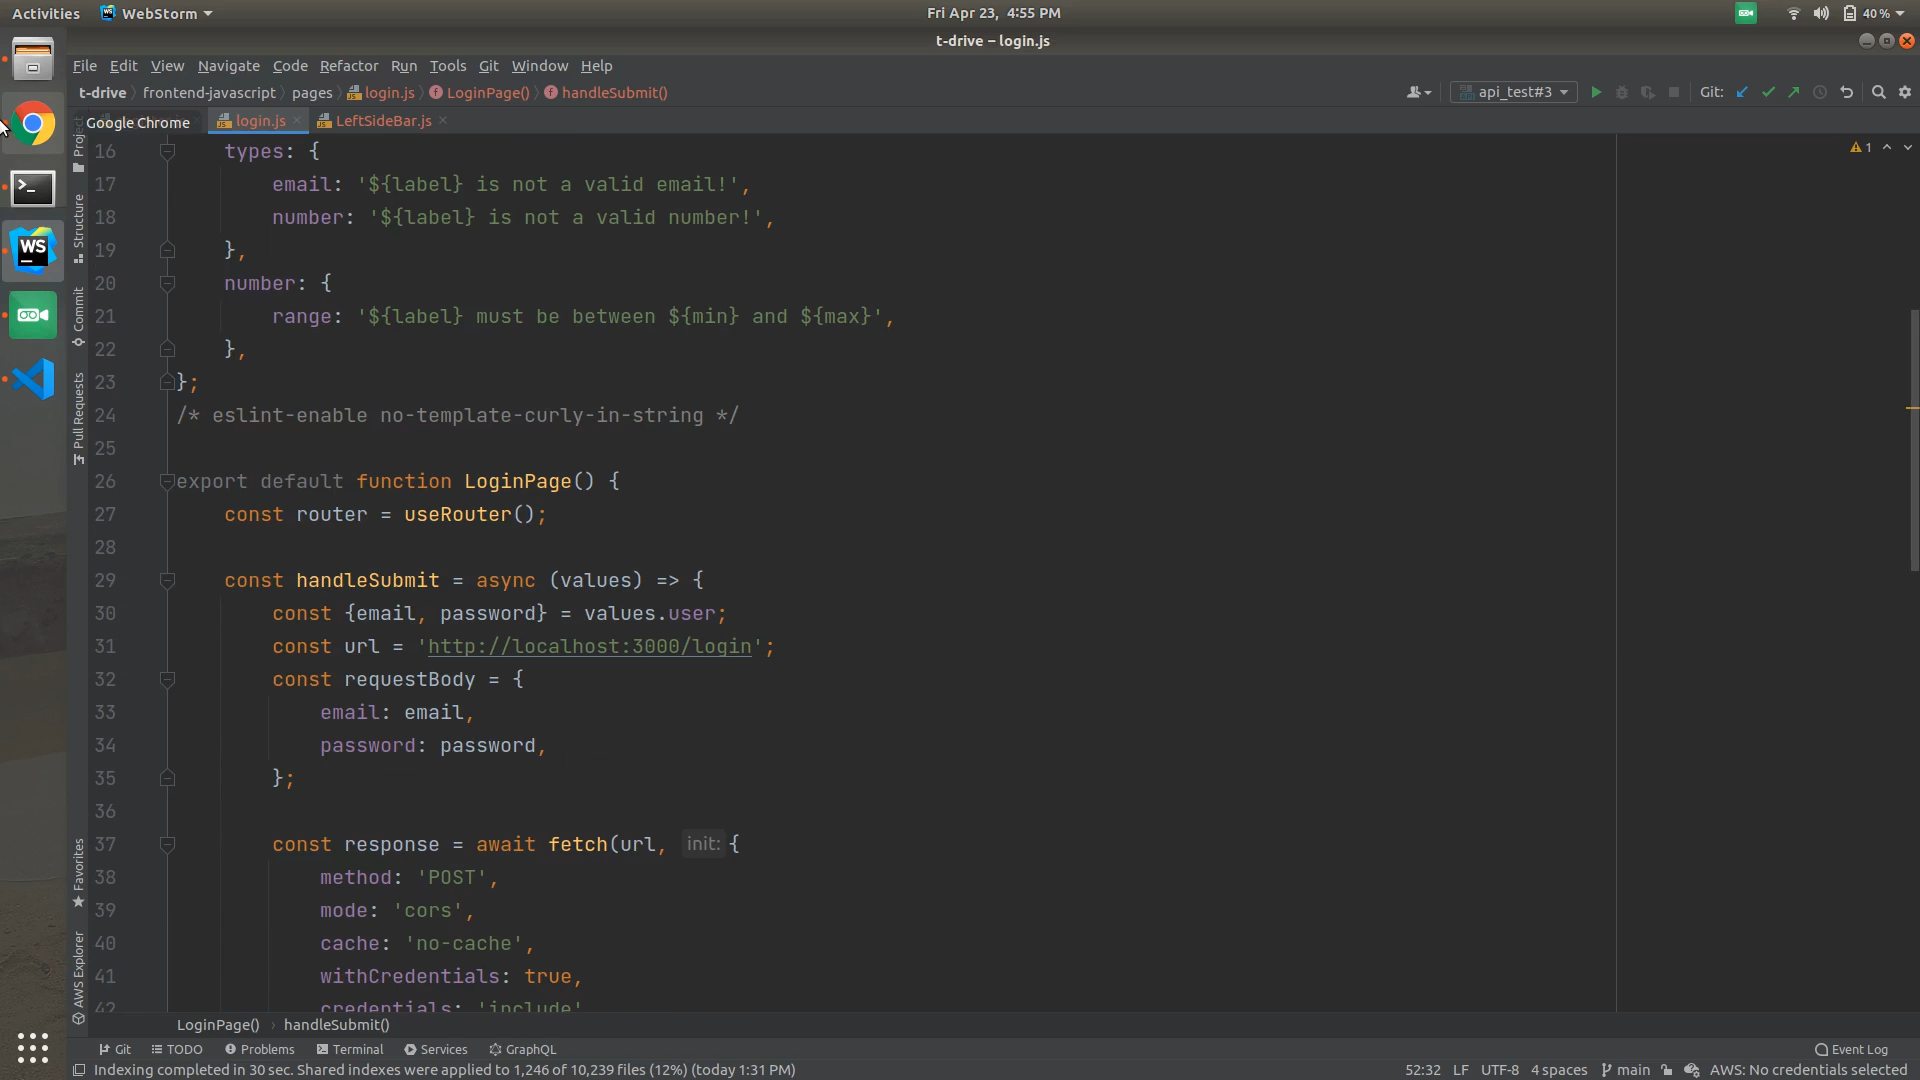 Activities WebStorm Fri Apr 23, 4:55 PM 40 %
t-drive – login.js
File Edit View Navigate Code Refactor Run Tools Git Window Help
t-drive frontend-javascript pages login.js LoginPage() handleSubmit() api_test#3 Git:
Google Chrome login.js LeftSideBar.js
Project
Structure
Commit
Pull Requests
Favorites
AWS Explorer
WS
1
16 types: {
17 email: '${label} is not a valid email!',
18 number: '${label} is not a valid number!',
19 },
20 number: {
21 range: '${label} must be between ${min} and ${max}',
22 },
23 };
24 /* eslint-enable no-template-curly-in-string */
25
26 export default function LoginPage() {
27 const router = useRouter();
28
29 const handleSubmit = async (values) => {
30 const {email, password} = values.user;
31 const url = 'http://localhost:3000/login';
32 const requestBody = {
33 email: email,
34 password: password,
35 };
36
37 const response = await fetch(url, init: {
38 method: 'POST',
39 mode: 'cors',
40 cache: 'no-cache',
41 withCredentials: true,
42 credentials: 'include'
LoginPage() handleSubmit()
Git TODO Problems Terminal Services GraphQL Event Log
Indexing completed in 30 sec. Shared indexes were applied to 1,246 of 10,239 files (12%) (today 1:31 PM) 52:32 LF UTF-8 4 spaces main AWS: No credentials selected